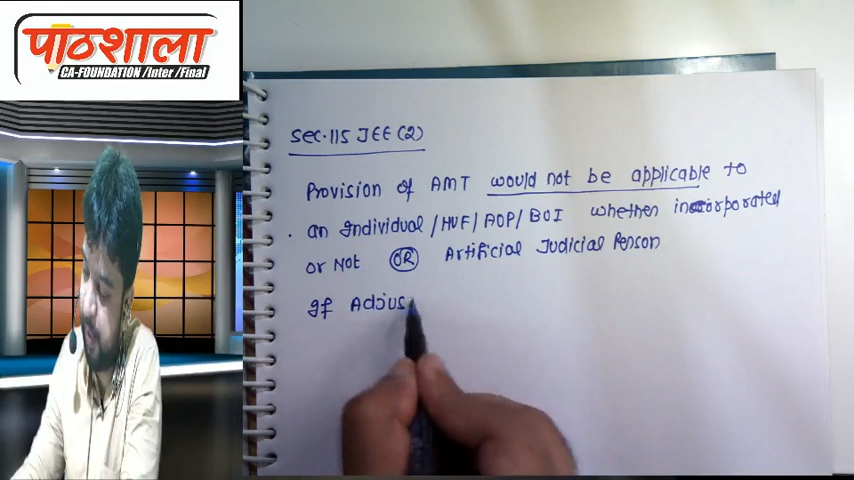 पाठशाला
CA-FOUNDATION /Inter /Final
Sec. 115 JEE (2)
Provision of AMT would not be applicable to
an Individual / HUF / AOP / BOI whether incorporated
or Not OR Artificial Judicial Person
If Adjus